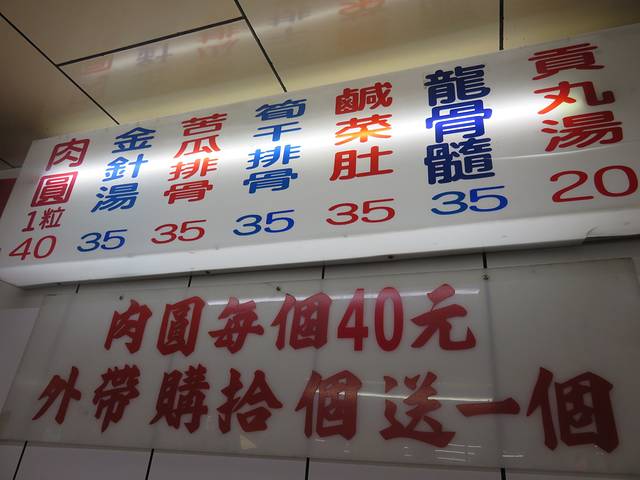 肉圓1粒 40
金針湯 35
苦瓜排骨 35
筍干排骨 35
鹹菜肚 35
龍骨髓 35
貢丸湯 20
肉圓每個40元
外帶購拾個送一個